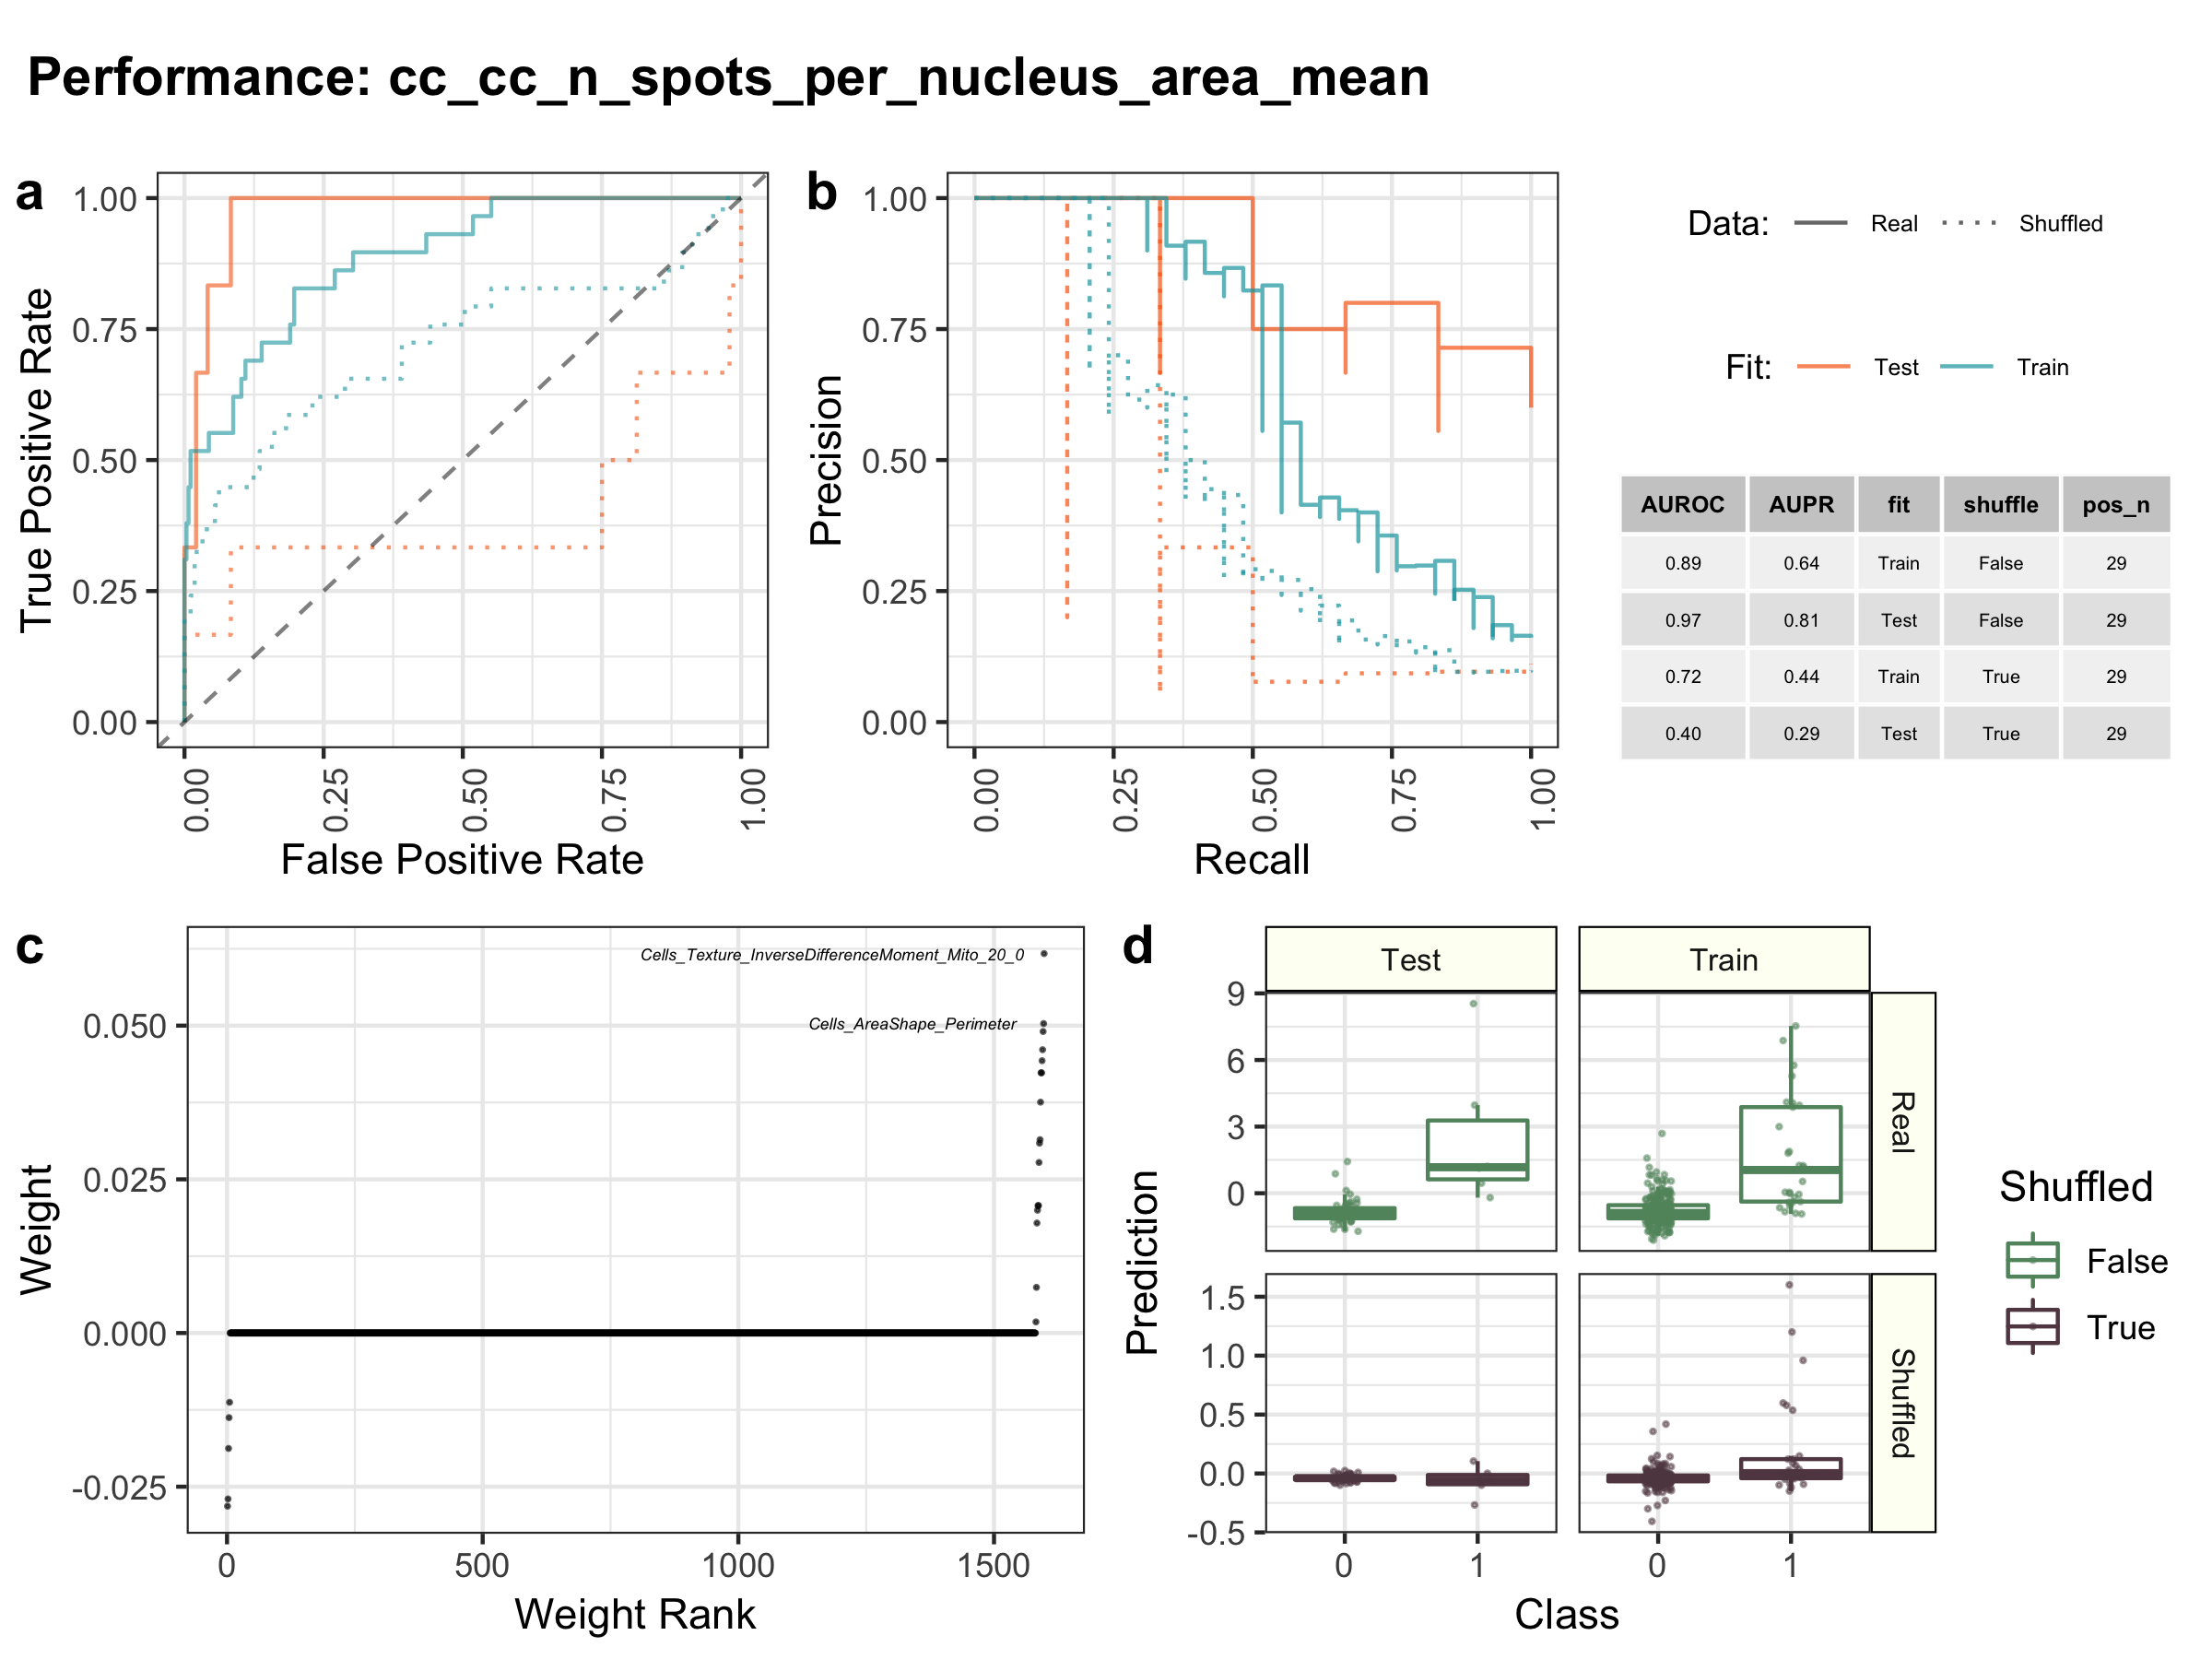 Performance: cc_cc_n_spots_per_nucleus_area_mean
a
1.00
0.75
0.50
0.25
0.00
True Positive Rate
0.00
0.25
0.50
0.75
1.00
False Positive Rate
b
1.00
0.75
0.50
0.25
0.00
Precision
0.00
0.25
0.50
0.75
1.00
Recall
Data: Real Shuffled
Fit: Test Train
AUROC AUPR fit shuffle pos_n
0.89 0.64 Train False 29
0.97 0.81 Test False 29
0.72 0.44 Train True 29
0.40 0.29 Test True 29
c
Cells_Texture_InverseDifferenceMoment_Mito_20_0
Cells_AreaShape_Perimeter
0.050
0.025
0.000
-0.025
Weight
0
500
1000
1500
Weight Rank
d
Test
Train
9
6
3
0
Real
1.5
1.0
0.5
0.0
-0.5
Shuffled
Prediction
0
1
0
1
Class
Shuffled
False
True